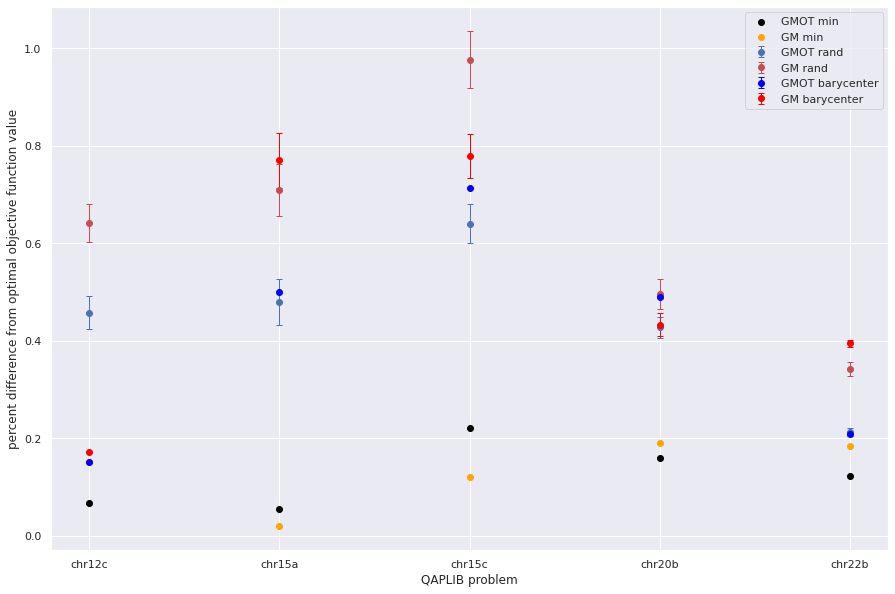 GMOT min
GM min
GMOT rand
GM rand
GMOT barycenter
GM barycenter
percent difference from optimal objective function value
1.0
0.8
0.6
0.4
0.2
0.0
chr12c chr15a chr15c chr20b chr22b
QAPLIB problem